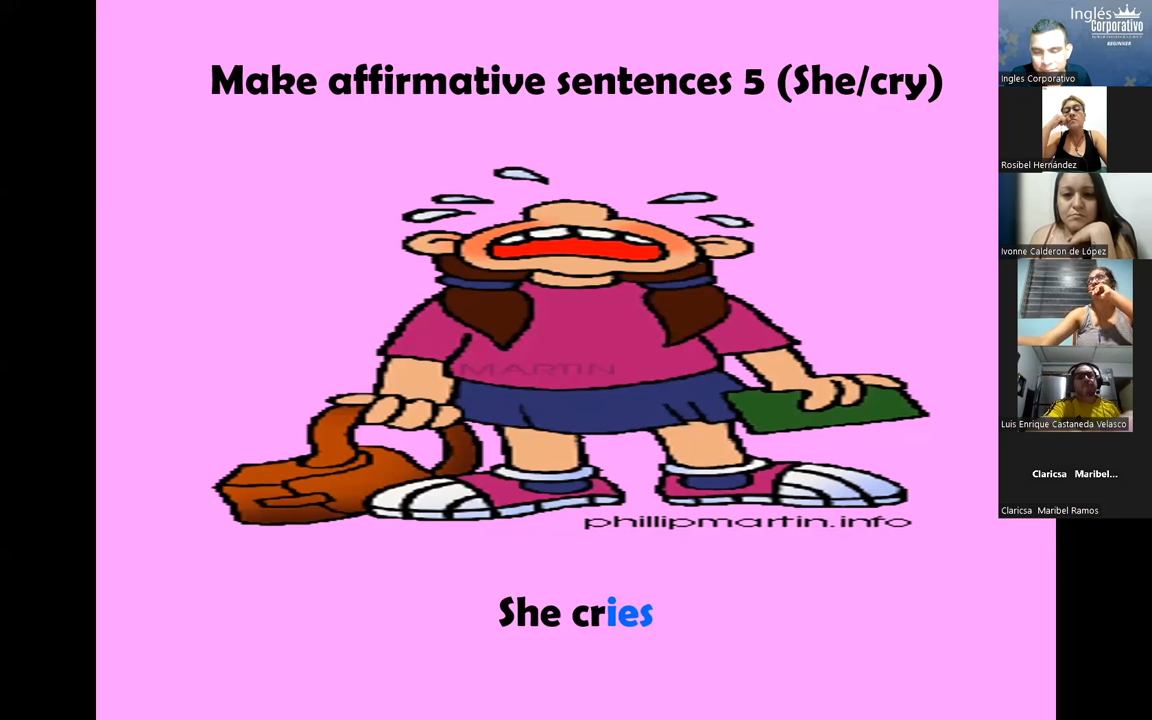 Make affirmative sentences 5 (She/cry)
MARTIN
phillipmartin.info
She cries
Inglés
Corporativo
BEGINNER
Ingles Corporativo
Rosibel Hernández
Ivonne Calderon de López
Luis Enrique Castaneda Velasco
Claricsa Maribel...
Claricsa Maribel Ramos